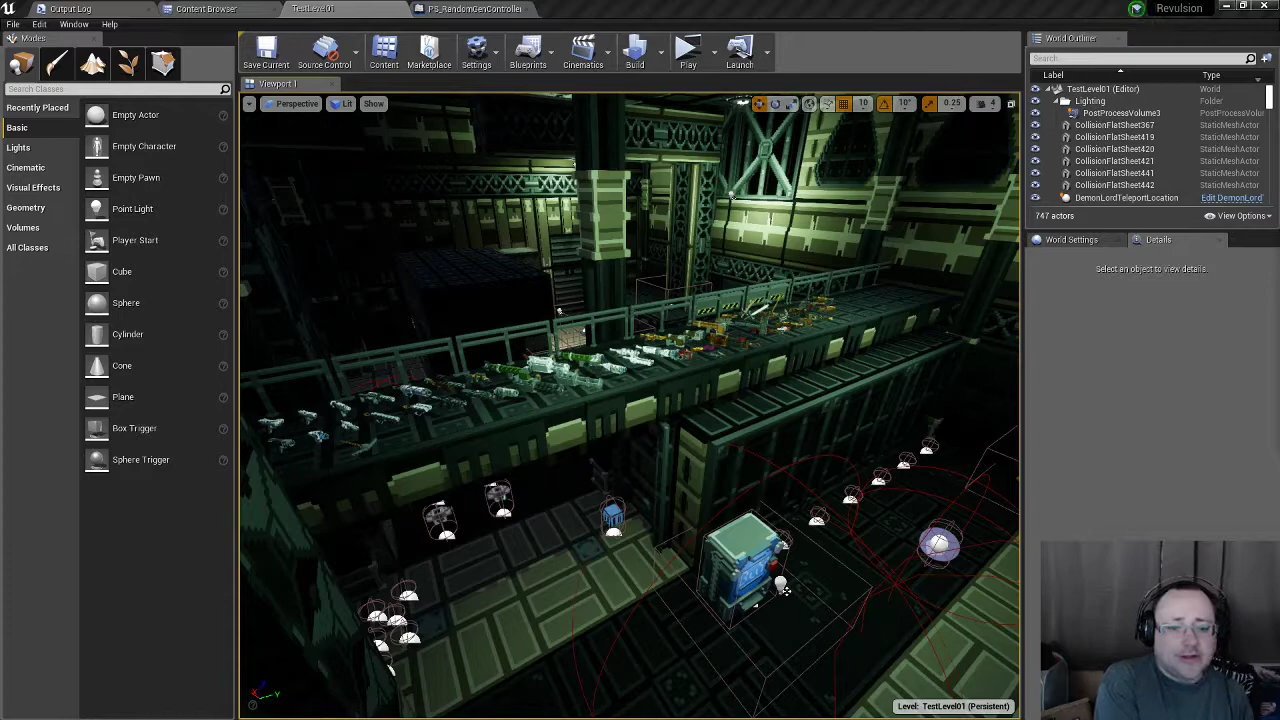 Output Log
Content Browser
TestLevel01
PS_RandomGenController
Revulsion
File
Edit
Window
Help
Modes
Search Classes
Recently Placed
Basic
Lights
Cinematic
Visual Effects
Geometry
Volumes
All Classes
Empty Actor
Empty Character
Empty Pawn
Point Light
Player Start
Cube
Sphere
Cylinder
Cone
Plane
Box Trigger
Sphere Trigger
Save Current
Source Control
Content
Marketplace
Settings
Blueprints
Cinematics
Build
Play
Launch
Viewport 1
Perspective
Lit
Show
10
10°
0.25
4
Level: TestLevel01 (Persistent)
World Outliner
Search...
Label Type
TestLevel01 (Editor) World
Lighting Folder
PostProcessVolume3 PostProcessVolu
CollisionFlatSheet367 StaticMeshActor
CollisionFlatSheet419 StaticMeshActor
CollisionFlatSheet420 StaticMeshActor
CollisionFlatSheet421 StaticMeshActor
CollisionFlatSheet441 StaticMeshActor
CollisionFlatSheet442 StaticMeshActor
DemonLordTeleportLocation Edit DemonLord
747 actors
View Options
World Settings
Details
Select an object to view details.